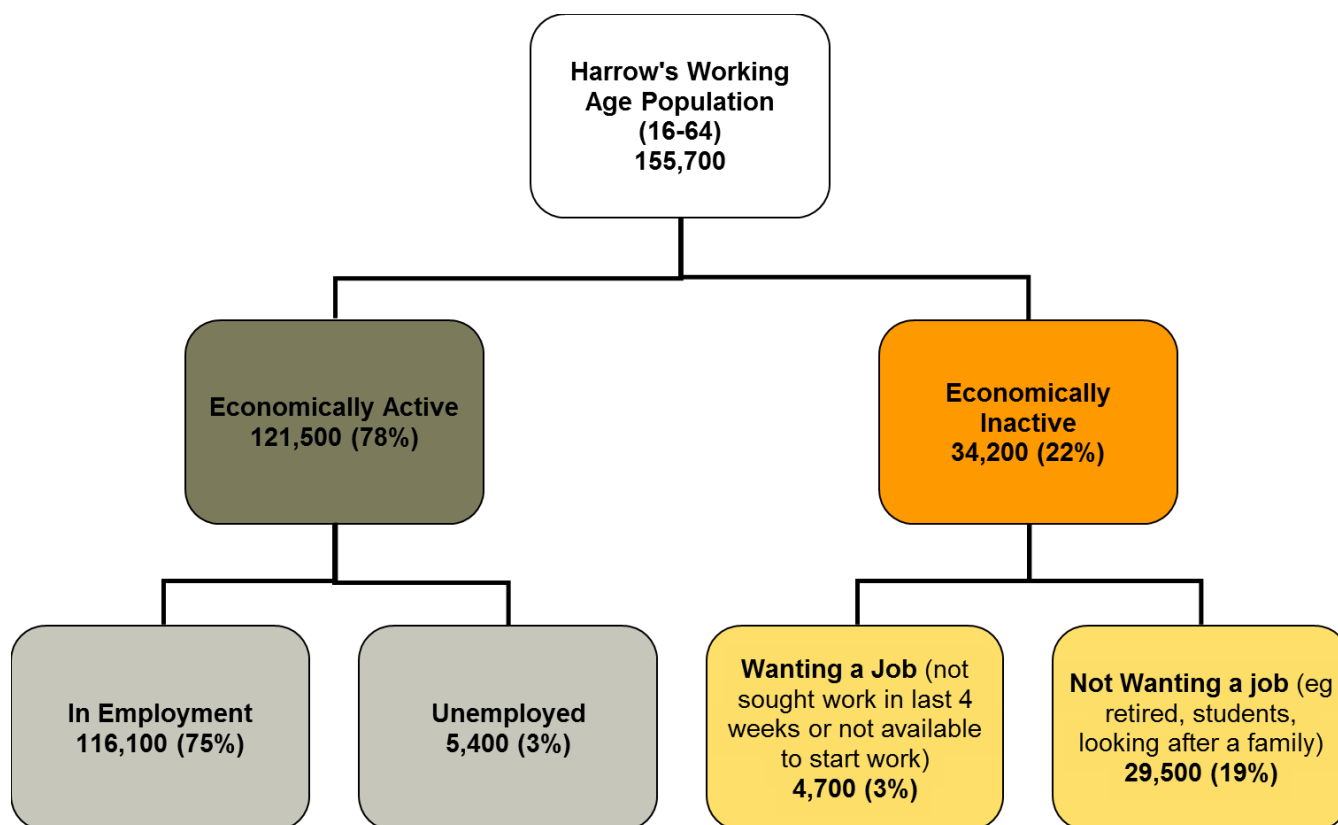 Harrow's Working
Age Population
(16-64)
155,700
Economically Active
121,500 (78%)
Economically
Inactive
34,200 (22%)
In Employment
116,100 (75%)
Unemployed
5,400 (3%)
Wanting a Job (not
sought work in last 4
weeks or not available
to start work)
4,700 (3%)
Not Wanting a job (eg
retired, students,
looking after a family)
29,500 (19%)